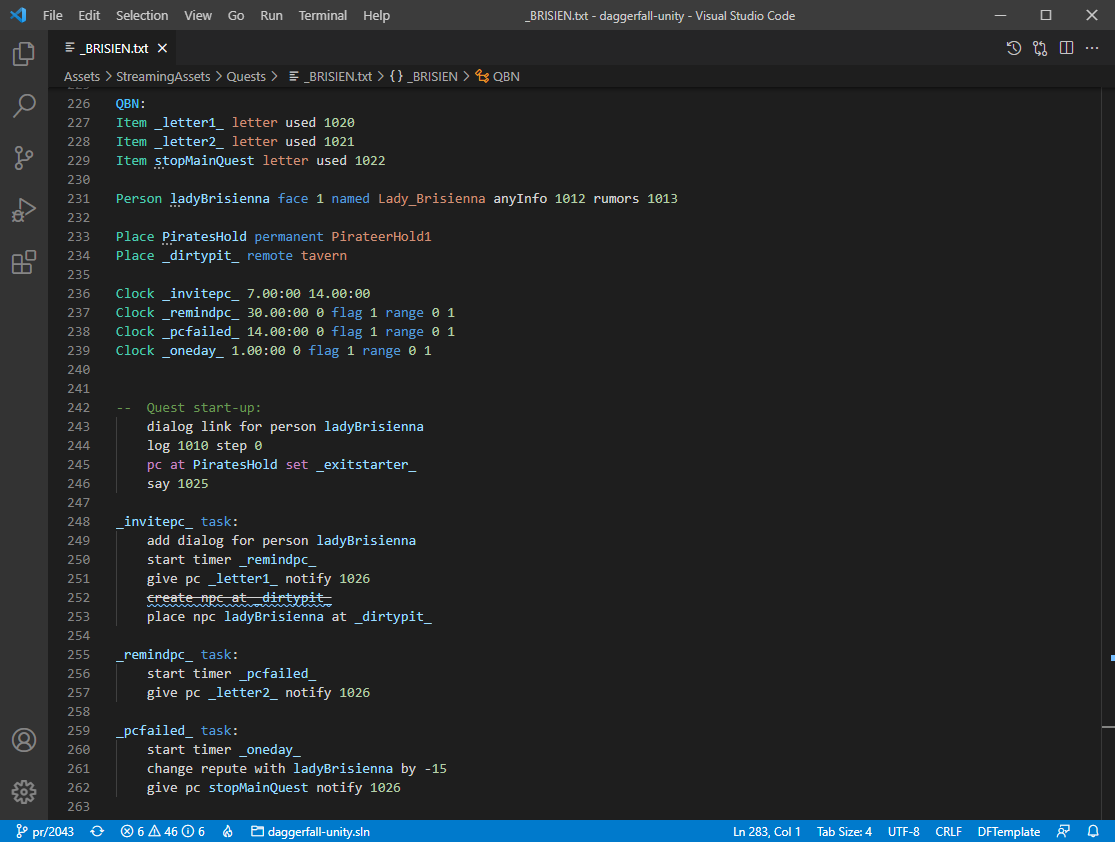 File Edit Selection View Go Run Terminal Help _BRISIEN.txt - daggerfall-unity - Visual Studio Code
_BRISIEN.txt
Assets > StreamingAssets > Quests > _BRISIEN.txt > {} _BRISIEN > QBN
226 QBN:
227 Item _letter1_ letter used 1020
228 Item _letter2_ letter used 1021
229 Item stopMainQuest letter used 1022
230
231 Person ladyBrisienna face 1 named Lady_Brisienna anyInfo 1012 rumors 1013
232
233 Place PiratesHold permanent PirateerHold1
234 Place _dirtypit_ remote tavern
235
236 Clock _invitepc_ 7.00:00 14.00:00
237 Clock _remindpc_ 30.00:00 0 flag 1 range 0 1
238 Clock _pcfailed_ 14.00:00 0 flag 1 range 0 1
239 Clock _oneday_ 1.00:00 0 flag 1 range 0 1
240
241
242 -- Quest start-up:
243 dialog link for person ladyBrisienna
244 log 1010 step 0
245 pc at PiratesHold set _exitstarter_
246 say 1025
247
248 _invitepc_ task:
249 add dialog for person ladyBrisienna
250 start timer _remindpc_
251 give pc _letter1_ notify 1026
252 create npc at _dirtypit_
253 place npc ladyBrisienna at _dirtypit_
254
255 _remindpc_ task:
256 start timer _pcfailed_
257 give pc _letter2_ notify 1026
258
259 _pcfailed_ task:
260 start timer _oneday_
261 change repute with ladyBrisienna by -15
262 give pc stopMainQuest notify 1026
263
pr/2043 6 46 6 daggerfall-unity.sln Ln 283, Col 1 Tab Size: 4 UTF-8 CRLF DFTemplate